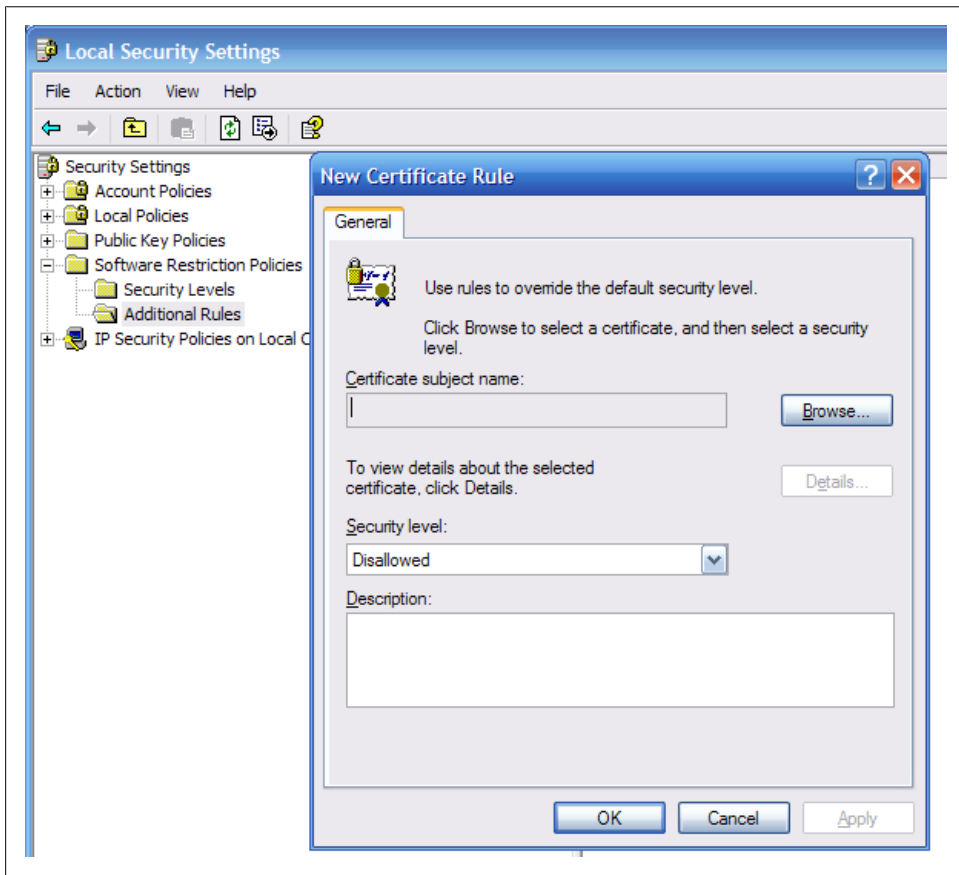 Local Security Settings
File Action View Help
Security Settings
Account Policies
Local Policies
Public Key Policies
Software Restriction Policies
Security Levels
Additional Rules
IP Security Policies on Local C
New Certificate Rule
General
Use rules to override the default security level.
Click Browse to select a certificate, and then select a security
level.
Certificate subject name:
Browse...
To view details about the selected
certificate, click Details.
Details...
Security level:
Disallowed
Description:
OK Cancel Apply